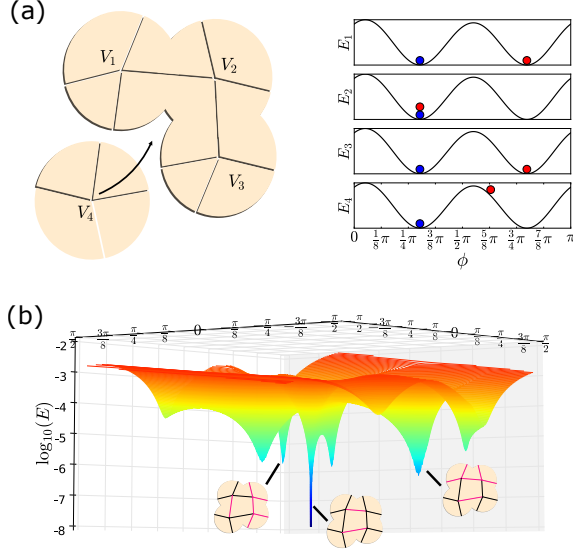 (a)
V₁
V₂
V₃
V₄
E₁
E₂
E₃
E₄
0 1/8π 1/4π 3/8π 1/2π 5/8π 3/4π 7/8π π
ϕ
(b)
π/2 3π/8 π/4 π/8 0 π/8 π/4 −3π/8 π/2 −3π/8 π/4 π/8 0 π/8 π/4 3π/8 π/2
log₁₀(E)
-2
-3
-4
-5
-6
-7
-8